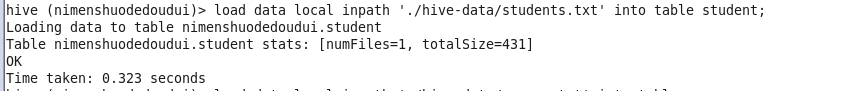 hive (nimenshuodedoudui)> load data local inpath './hive-data/students.txt' into table student;
Loading data to table nimenshuodedoudui.student
Table nimenshuodedoudui.student stats: [numFiles=1, totalSize=431]
OK
Time taken: 0.323 seconds